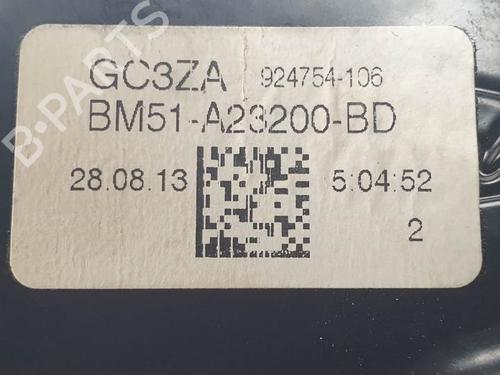 GC3ZA 924754-106
BM51-A23200-BD
28.08.13 5:04:52
2
B-PARTS